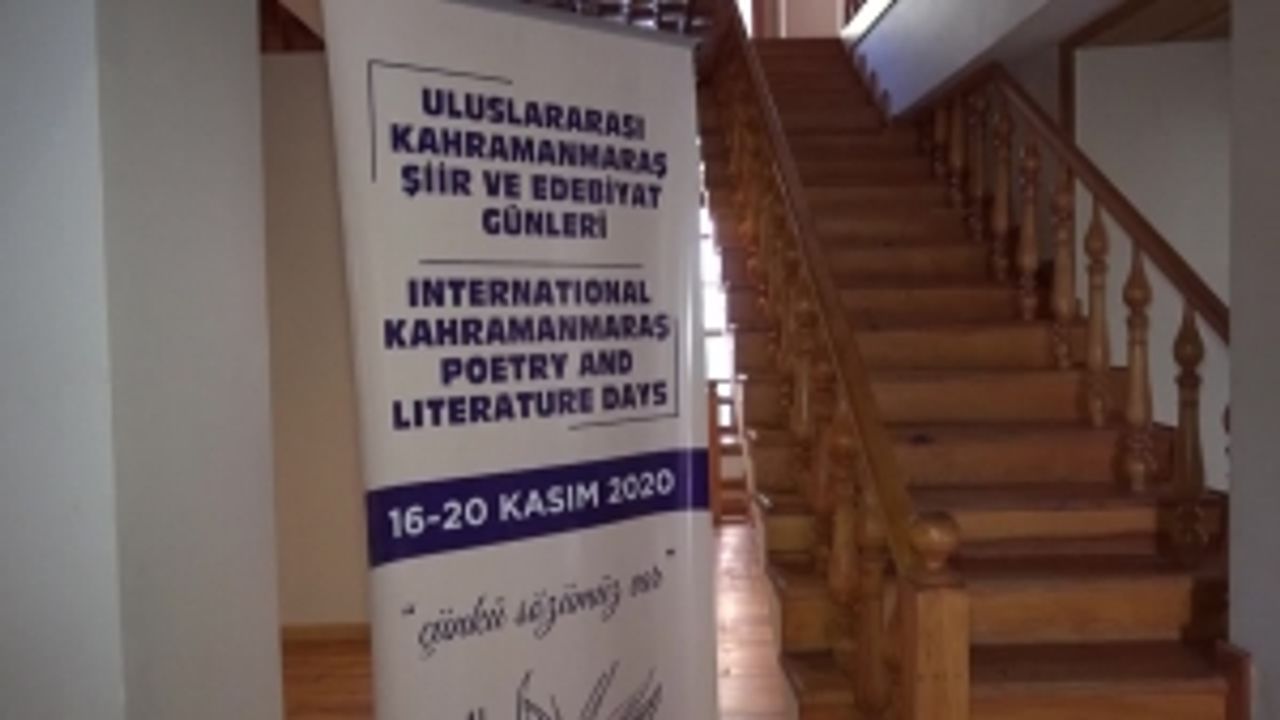 ULUSLARARASI
KAHRAMANMARAŞ
ŞİİR VE EDEBİYAT
GÜNLERİ
INTERNATIONAL
KAHRAMANMARAŞ
POETRY AND
LITERATURE DAYS
16-20 KASIM 2020
"çünkü sözümüz var"